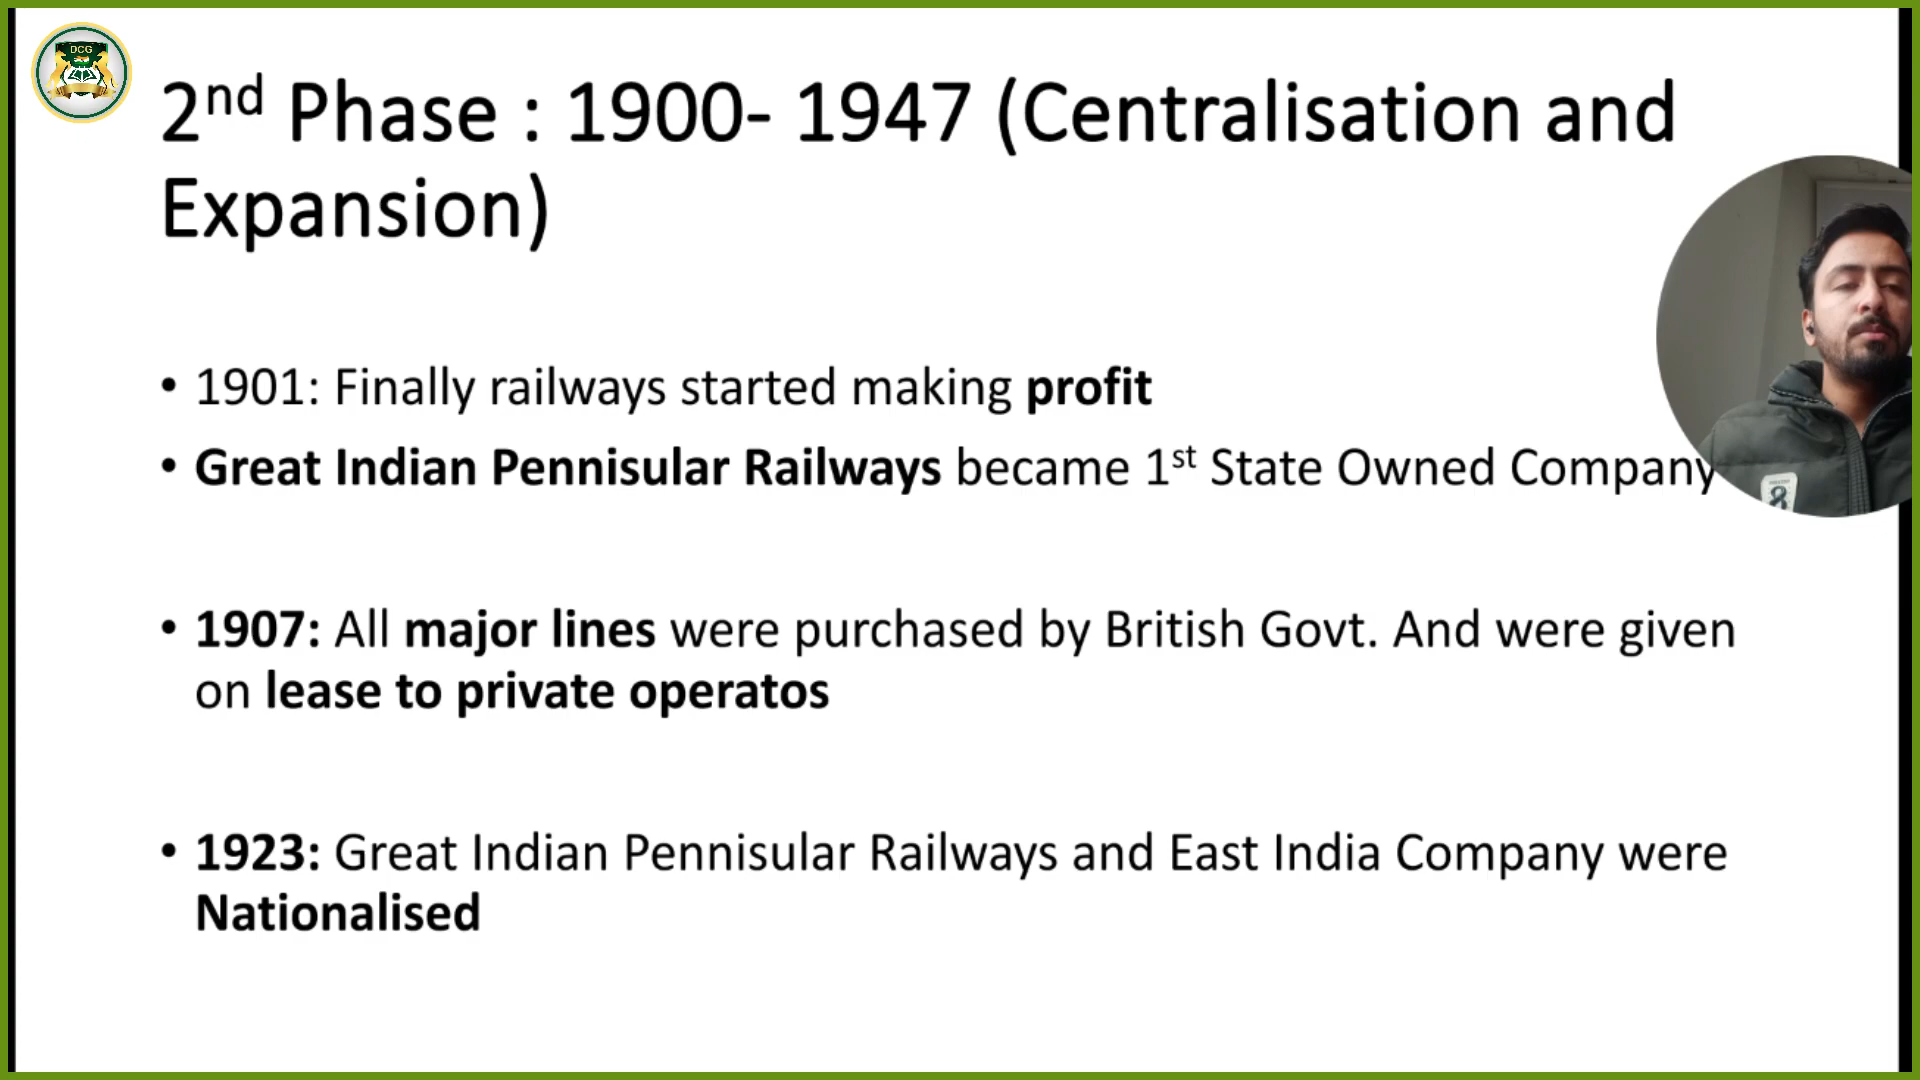 DCG
2nd Phase : 1900- 1947 (Centralisation and
Expansion)
• 1901: Finally railways started making profit
• Great Indian Pennisular Railways became 1st State Owned Company
• 1907: All major lines were purchased by British Govt. And were given
on lease to private operatos
• 1923: Great Indian Pennisular Railways and East India Company were
Nationalised